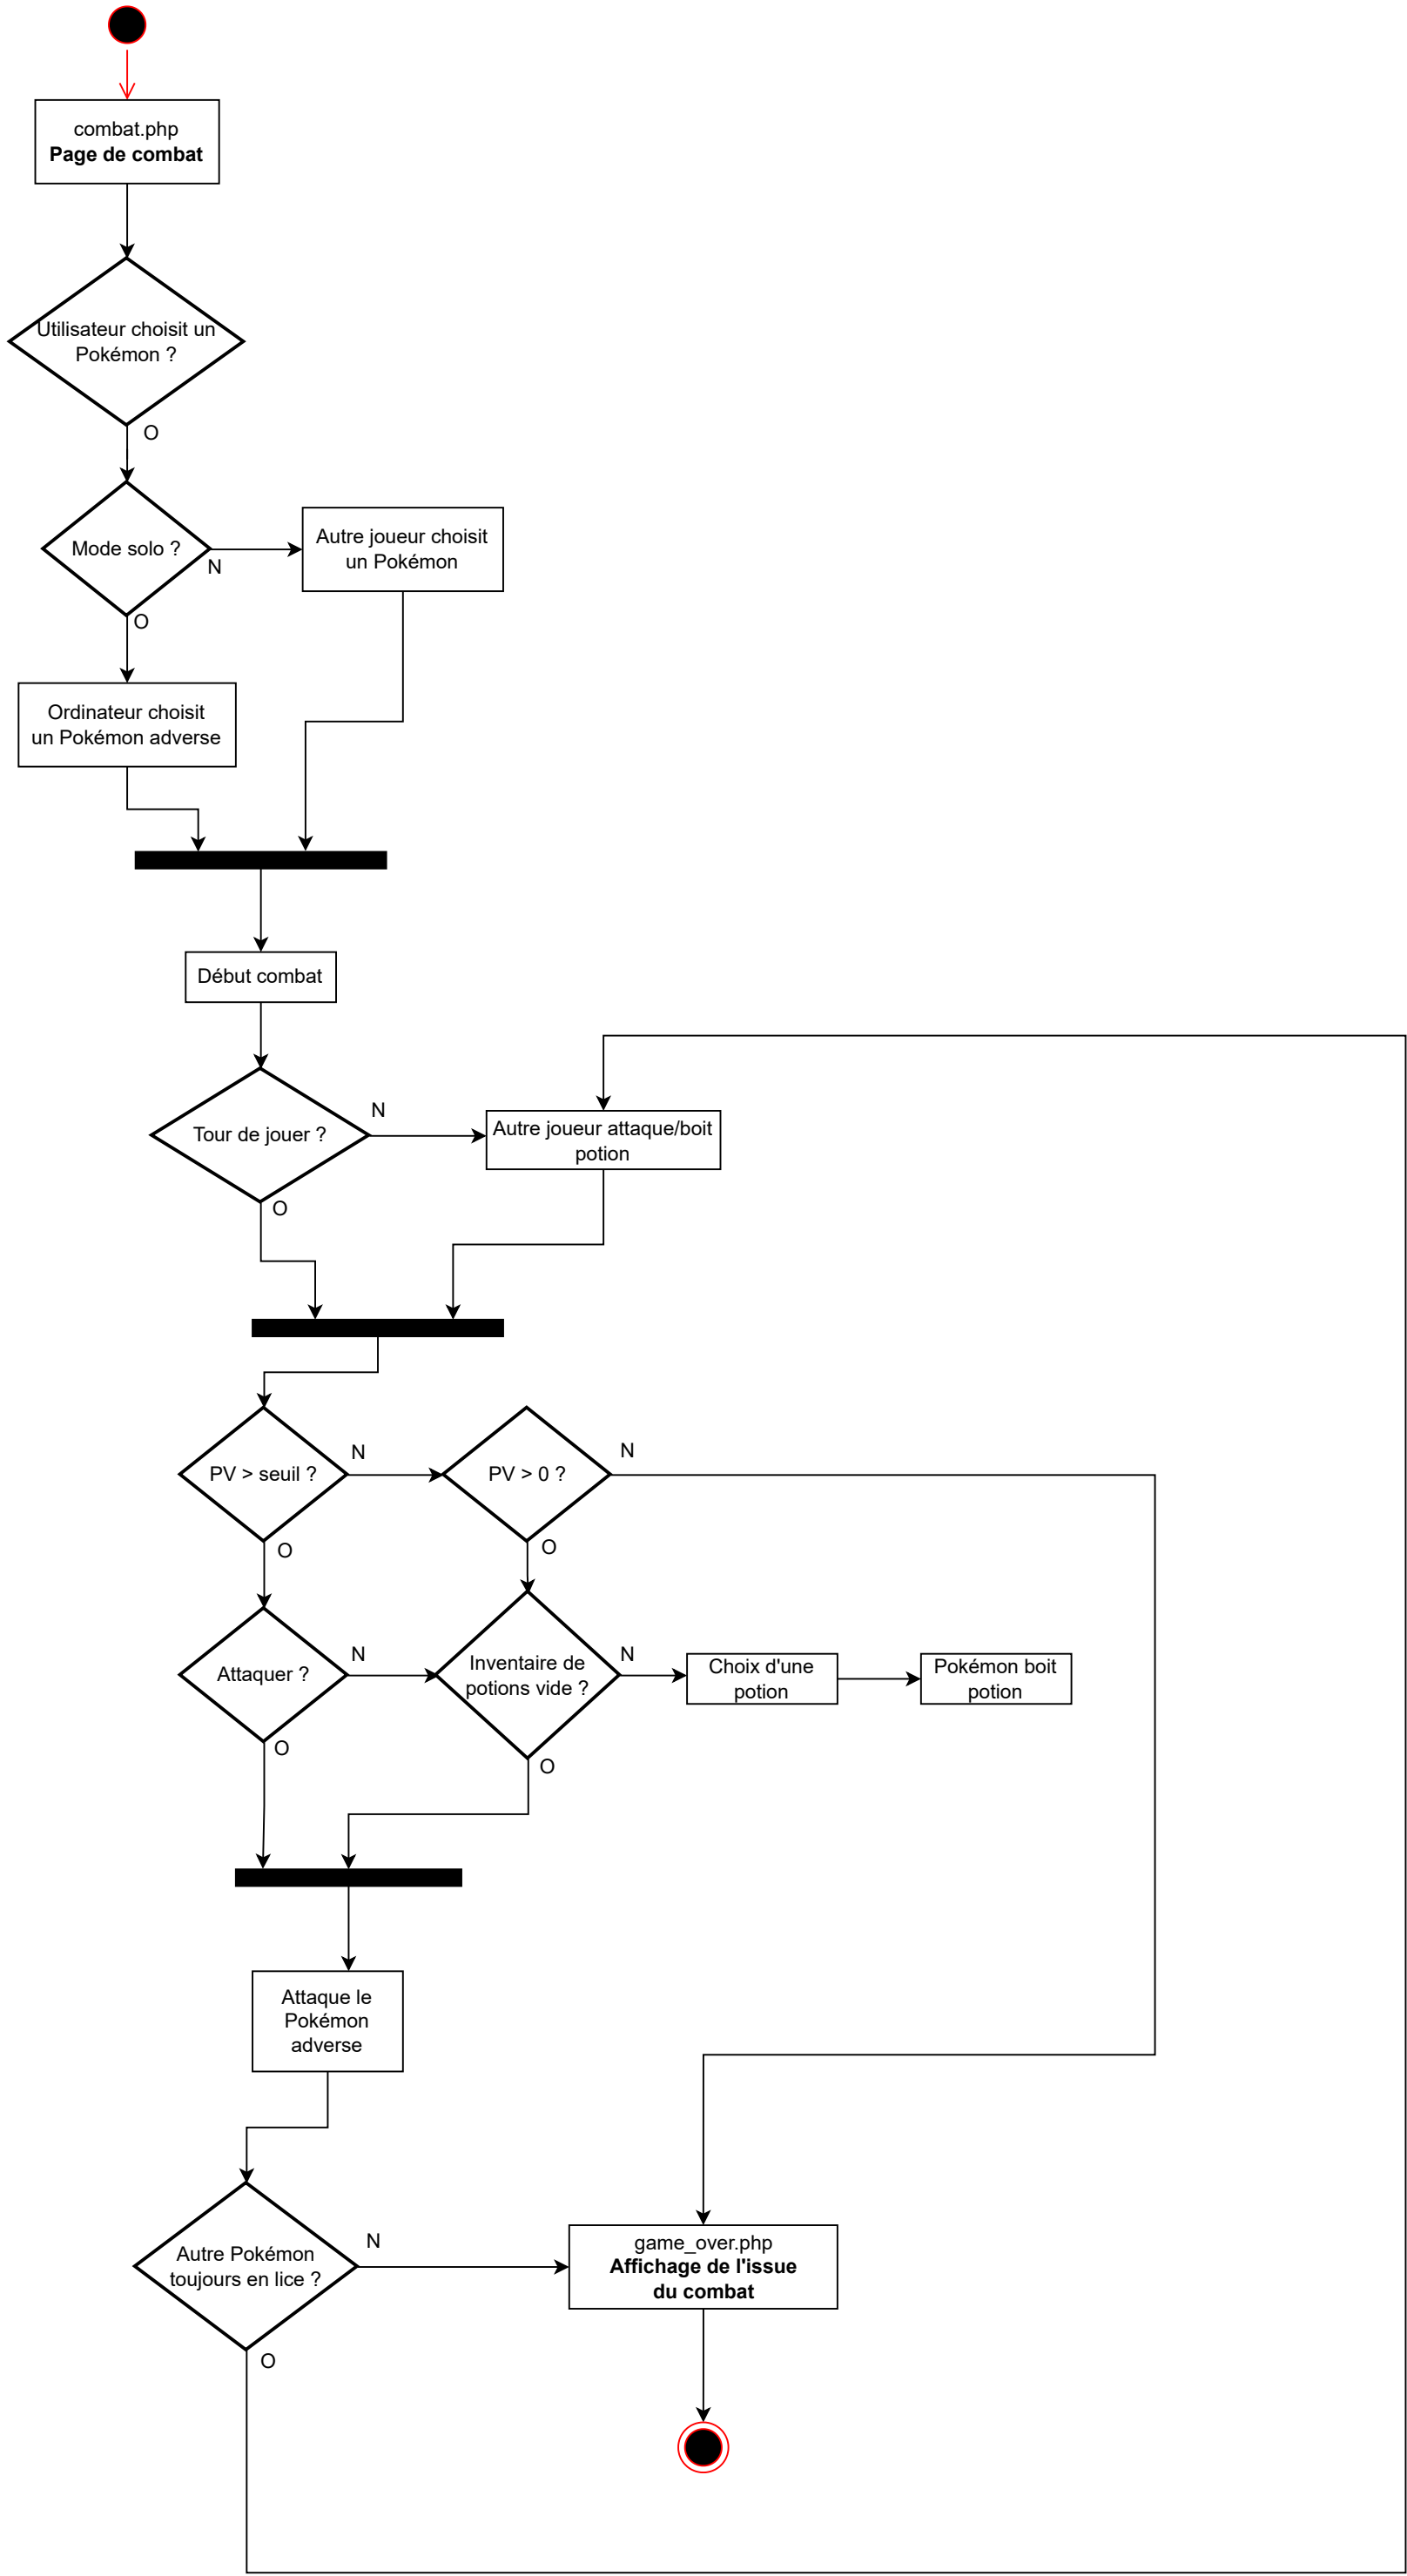 combat.php
Page de combat
Utilisateur choisit un
Pokémon ?
O
Mode solo ?
N
Autre joueur choisit
un Pokémon
O
Ordinateur choisit
un Pokémon adverse
Début combat
Tour de jouer ?
N
Autre joueur attaque/boit
potion
O
PV > seuil ?
N
PV > 0 ?
N
O
O
Attaquer ?
N
Inventaire de
potions vide ?
N
Choix d'une
potion
Pokémon boit
potion
O
O
Attaque le
Pokémon
adverse
Autre Pokémon
toujours en lice ?
N
game_over.php
Affichage de l'issue
du combat
O